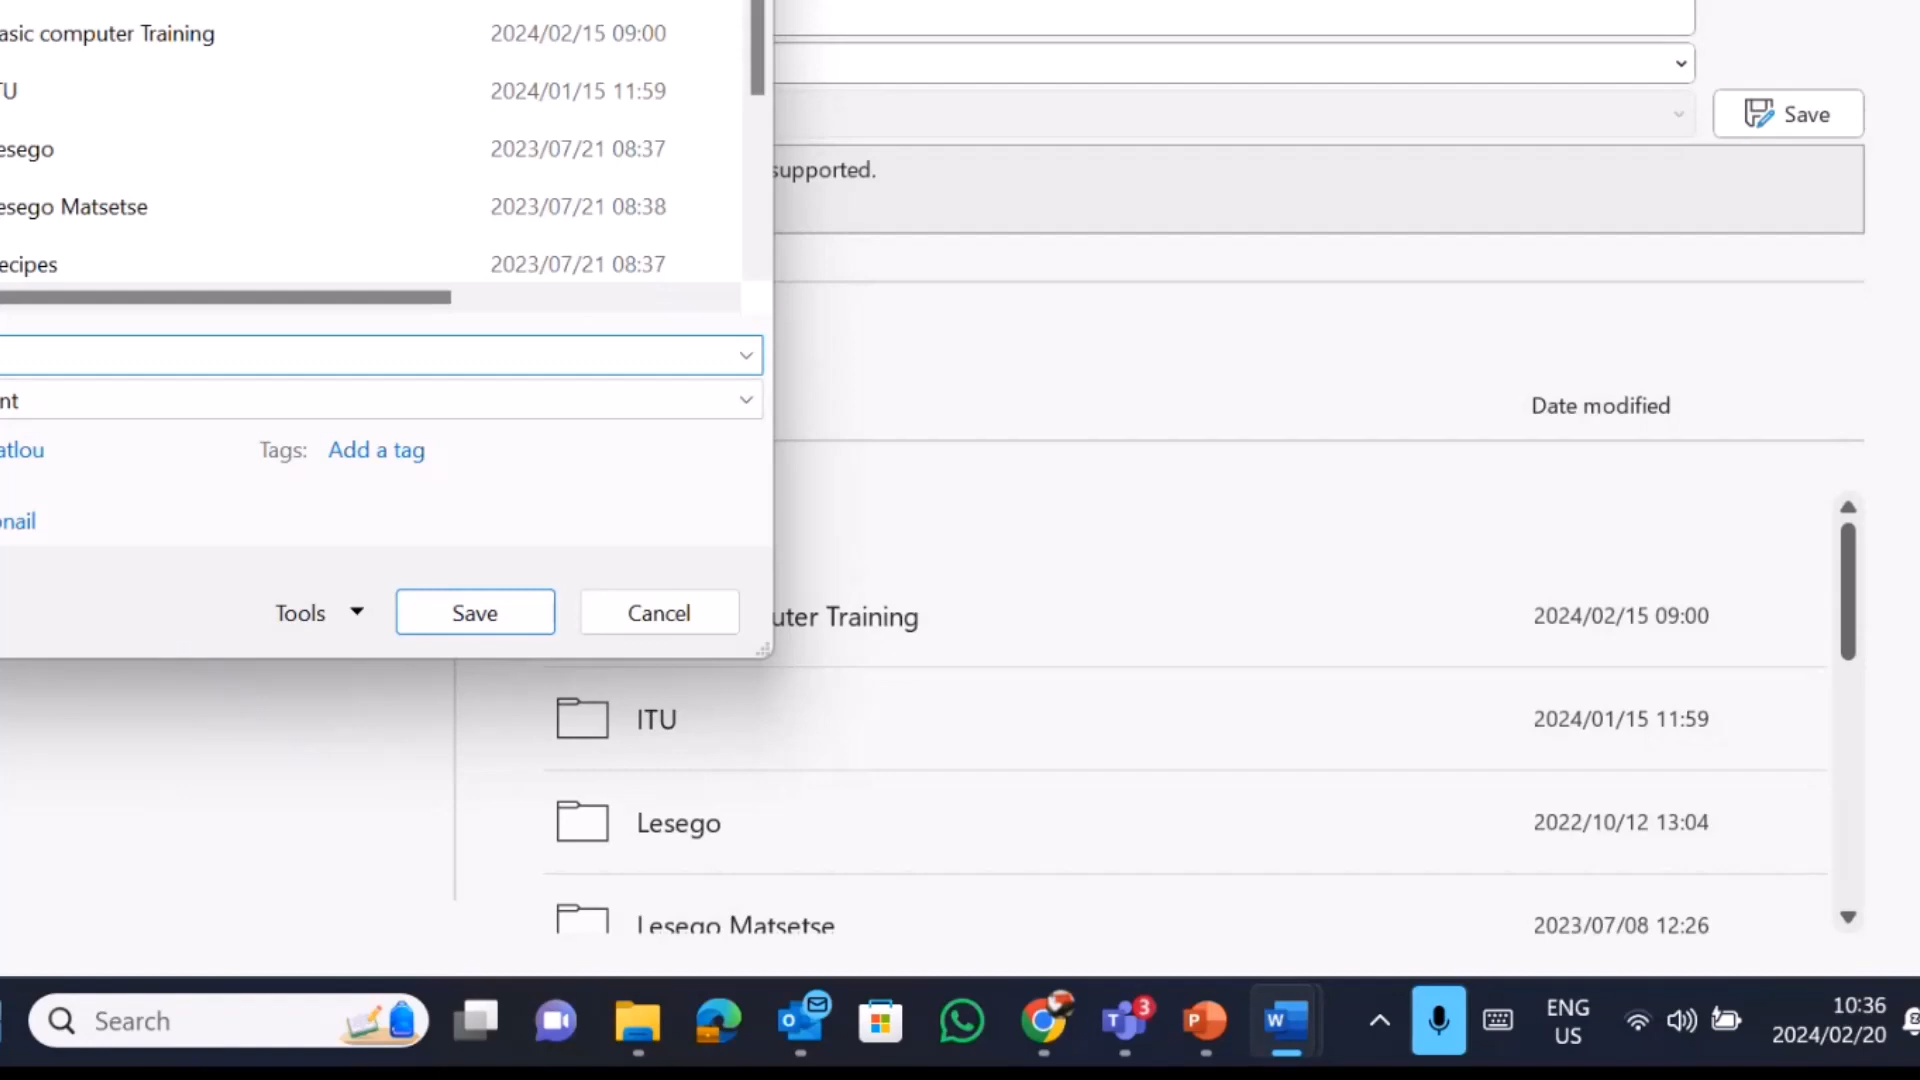 asic computer Training 2024/02/15 09:00
TU 2024/01/15 11:59
esego 2023/07/21 08:37
esego Matsetse 2023/07/21 08:38
ecipes 2023/07/21 08:37
Save
supported.
nt
atlou Tags: Add a tag
nail
Date modified
Tools Save Cancel
uter Training 2024/02/15 09:00
ITU 2024/01/15 11:59
Lesego 2022/10/12 13:04
Lesego Matsetse 2023/07/08 12:26
Search
3
ENG
US
10:36
2024/02/20